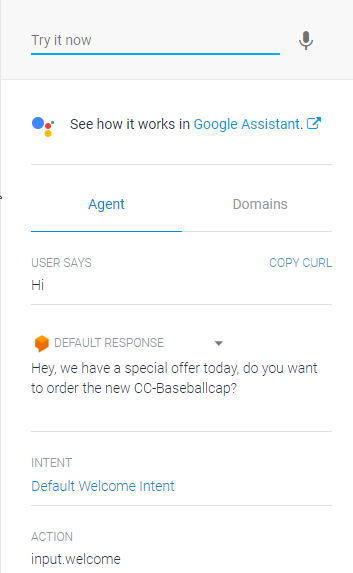 Try it now
See how it works in Google Assistant.
Agent Domains
USER SAYS COPY CURL
Hi
DEFAULT RESPONSE
Hey, we have a special offer today, do you want
to order the new CC-Baseballcap?
INTENT
Default Welcome Intent
ACTION
input.welcome